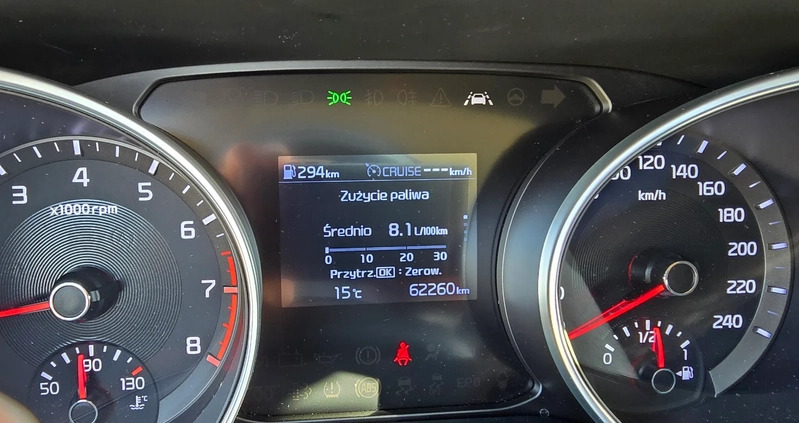 294km CRUISE ---km/h
Zużycie paliwa
Średnio 8.1 L/100km
0 10 20 30
Przytrz.OK : Zerow.
15°C 62260km
3 4 5 6 7 8
x1000rpm
50 90 130
°C
120 140 160 180 200 220 240
km/h
0 1/2 1
ABS
EPB